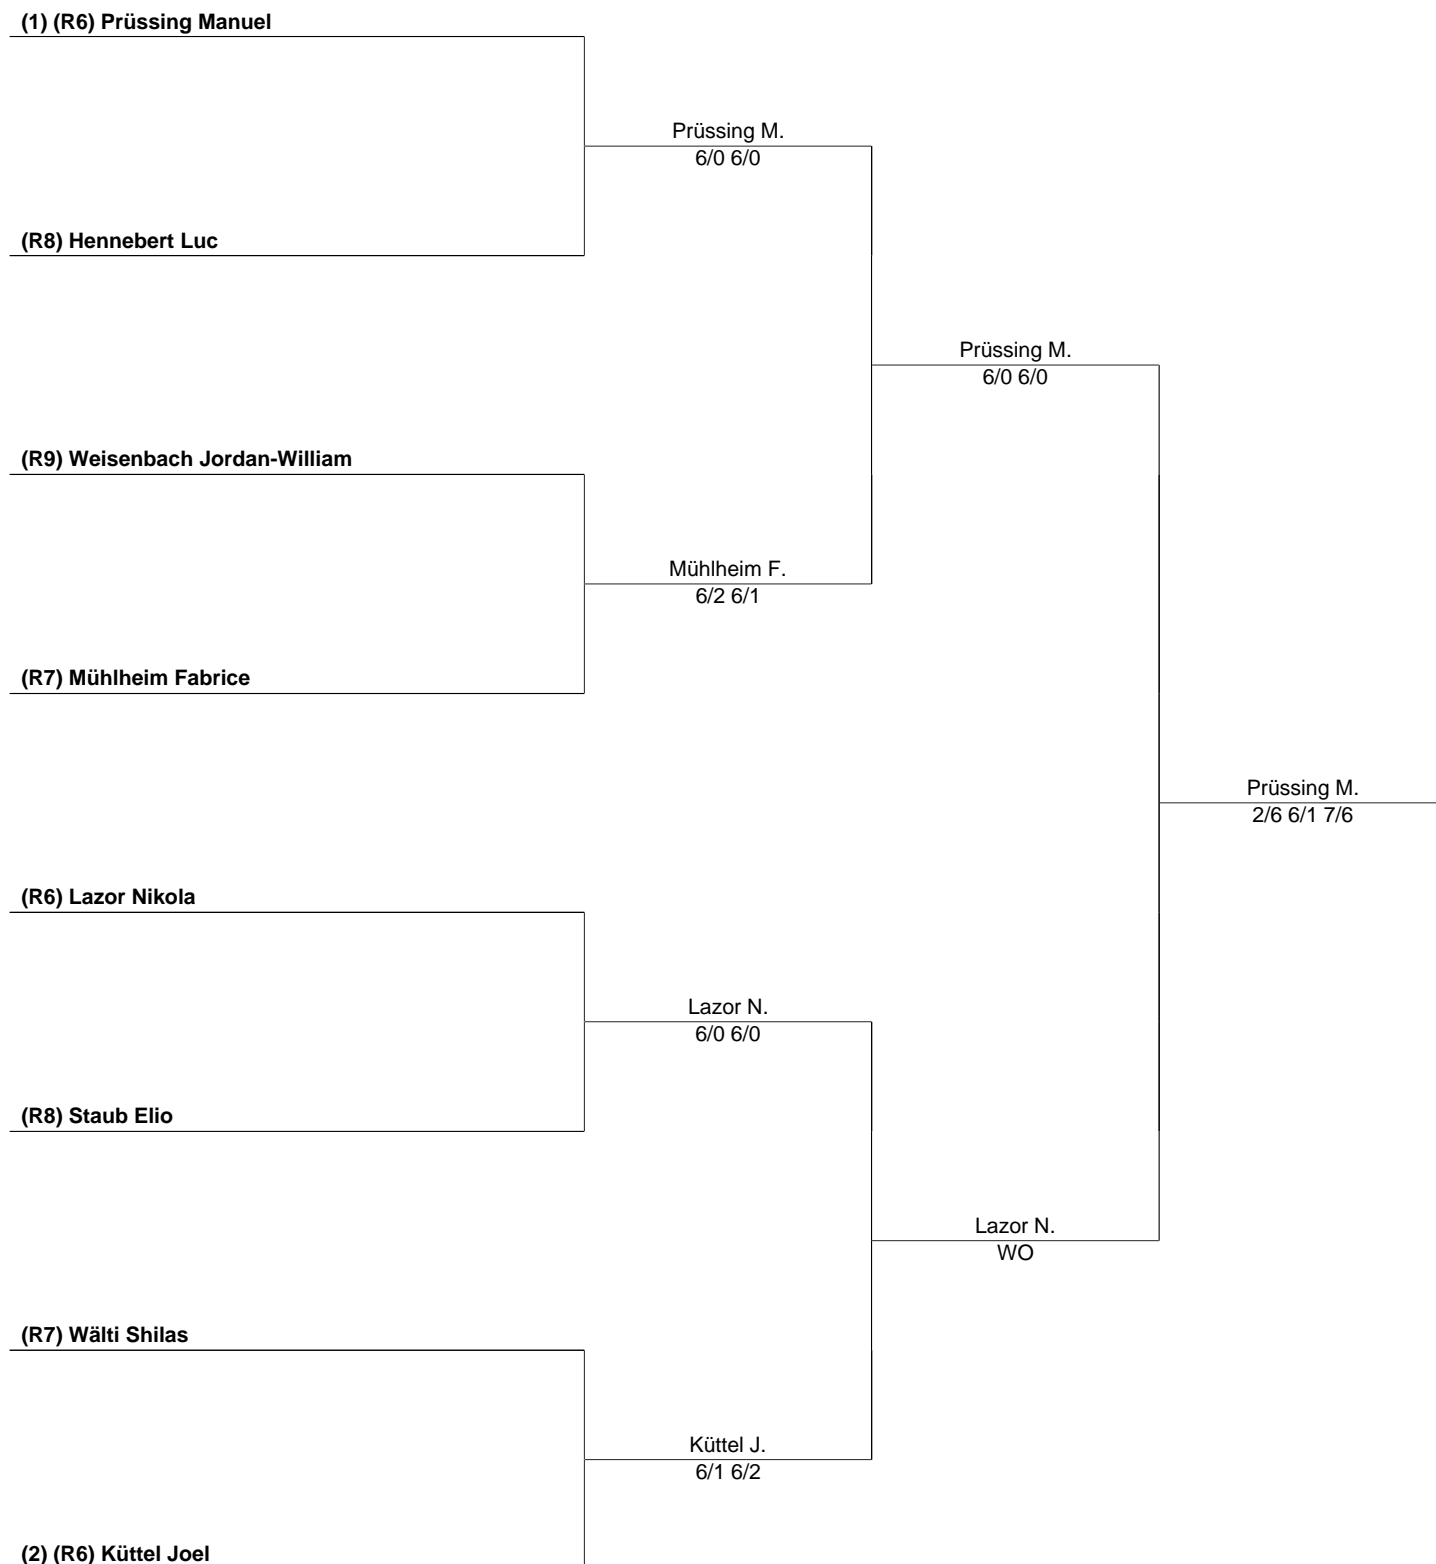 (1) (R6) Prüssing Manuel
Prüssing M.
6/0 6/0
(R8) Hennebert Luc
Prüssing M.
6/0 6/0
(R9) Weisenbach Jordan-William
Mühlheim F.
6/2 6/1
(R7) Mühlheim Fabrice
Prüssing M.
2/6 6/1 7/6
(R6) Lazor Nikola
Lazor N.
6/0 6/0
(R8) Staub Elio
Lazor N.
WO
(R7) Wälti Shilas
Küttel J.
6/1 6/2
(2) (R6) Küttel Joel